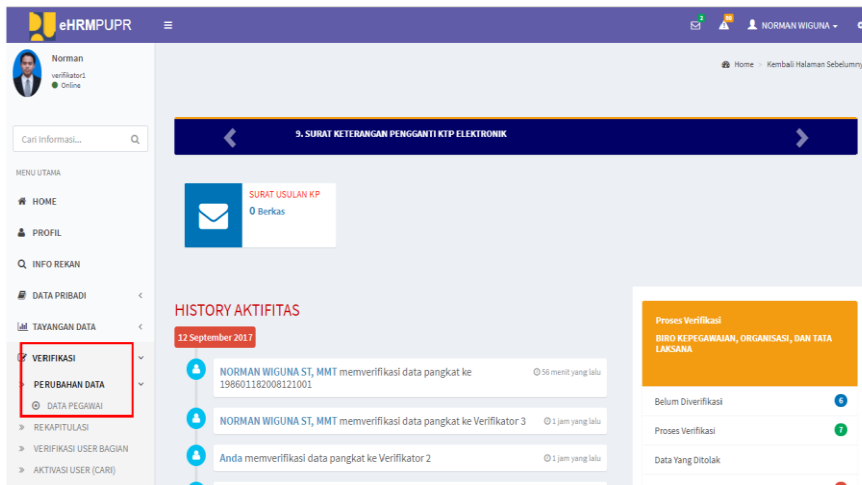 eHRMPUPR
2
NORMAN WIGUNA
Norman
verifikator1
Online
Home > Kembali Halaman Sebelumny
Cari Informasi...
9. SURAT KETERANGAN PENGGANTI KTP ELEKTRONIK
MENU UTAMA
HOME
PROFIL
INFO REKAN
DATA PRIBADI
TAYANGAN DATA
VERIFIKASI
PERUBAHAN DATA
DATA PEGAWAI
REKAPITULASI
VERIFIKASI USER BAGIAN
AKTIVASI USER (CARI)
SURAT USULAN KP
0 Berkas
HISTORY AKTIFITAS
12 September 2017
NORMAN WIGUNA ST, MMT memverifikasi data pangkat ke 56 menit yang lalu
198601182008121001
NORMAN WIGUNA ST, MMT memverifikasi data pangkat ke Verifikator 3 1 jam yang lalu
Anda memverifikasi data pangkat ke Verifikator 2 1 jam yang lalu
Proses Verifikasi
BIRO KEPEGAWAIAN, ORGANISASI, DAN TATA
LAKSANA
Belum Diverifikasi 6
Proses Verifikasi 7
Data Yang Ditolak